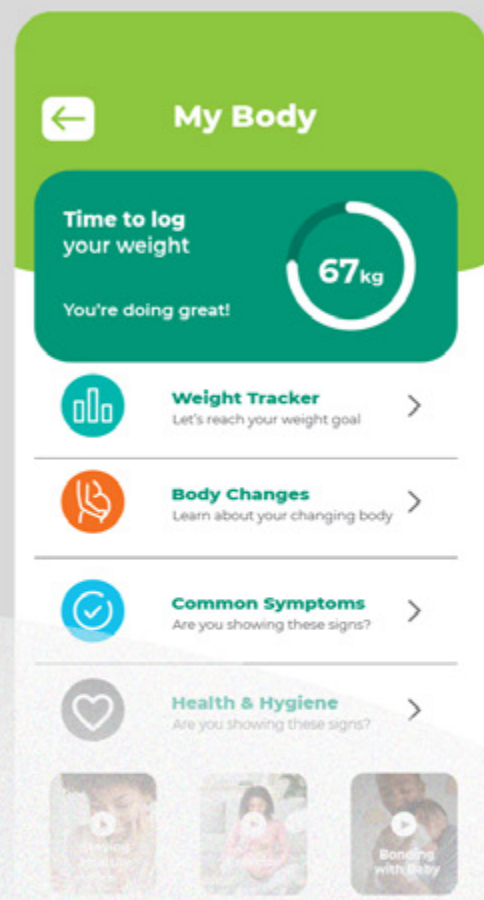 My Body
Time to log
your weight
67kg
You're doing great!
Weight Tracker
Let's reach your weight goal
Body Changes
Learn about your changing body
Common Symptoms
Are you showing these signs?
Health & Hygiene
Are you showing these signs?
Bonding
with Baby